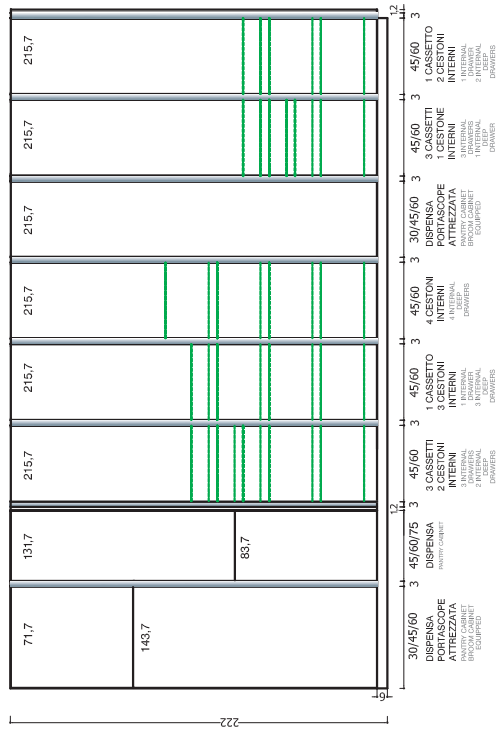 222
71,7
131,7
215,7
215,7
215,7
215,7
215,7
215,7
143,7
83,7
6
1,2
1,2
30/45/60
3
45/60/75
3
45/60
3
45/60
3
45/60
3
30/45/60
3
45/60
3
45/60
3
DISPENSA
PORTASCOPE
ATTREZZATA
PANTRY CABINET
BROOM CABINET
EQUIPPED
DISPENSA
PANTRY CABINET
3 CASSETTI
2 CESTONI
INTERNI
3 INTERNAL
DRAWERS
2 INTERNAL
DEEP
DRAWERS
1 CASSETTO
3 CESTONI
INTERNI
1 INTERNAL
DRAWER
3 INTERNAL
DEEP
DRAWERS
4 CESTONI
INTERNI
4 INTERNAL
DEEP
DRAWERS
DISPENSA
PORTASCOPE
ATTREZZATA
PANTRY CABINET
BROOM CABINET
EQUIPPED
3 CASSETTI
1 CESTONE
INTERNI
3 INTERNAL
DRAWERS
1 INTERNAL
DEEP
DRAWER
1 CASSETTO
2 CESTONI
INTERNI
1 INTERNAL
DRAWER
2 INTERNAL
DEEP
DRAWERS